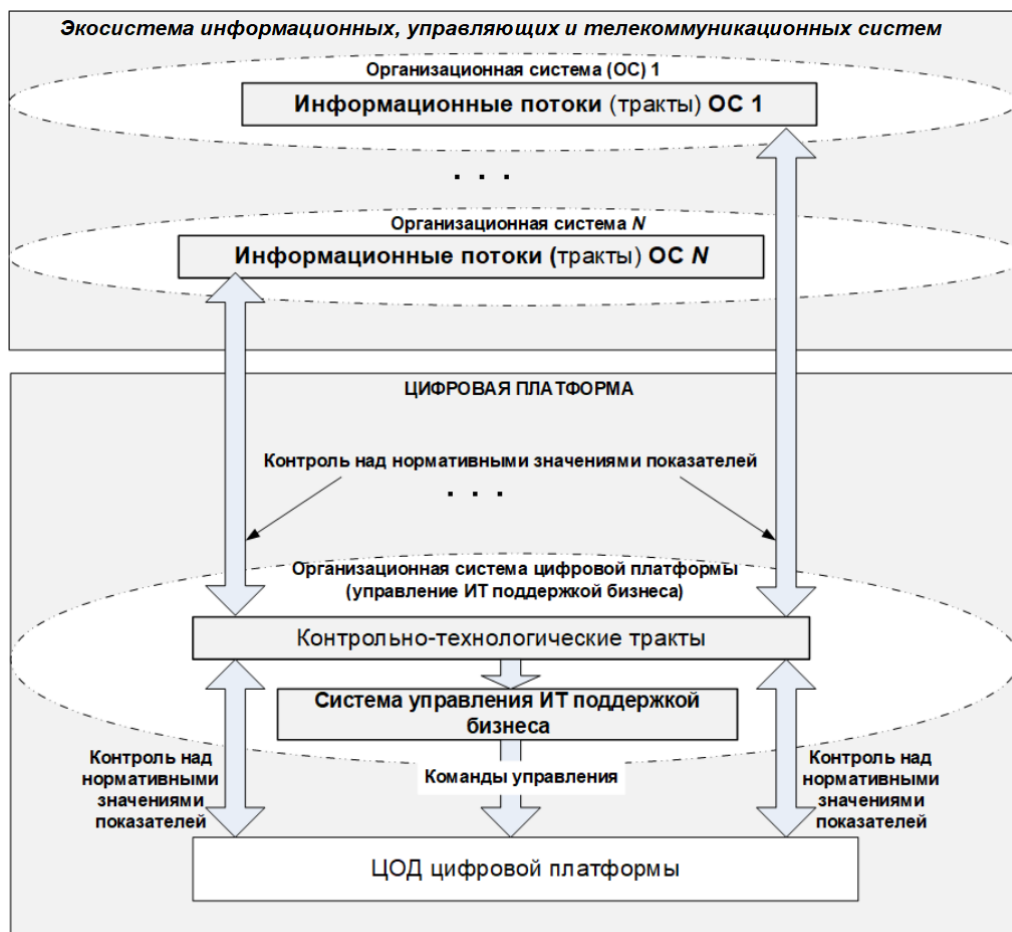 Экосистема информационных, управляющих и телекоммуникационных систем
Организационная система (ОС) 1
Информационные потоки (тракты) ОС 1
. . .
Организационная система N
Информационные потоки (тракты) ОС N
ЦИФРОВАЯ ПЛАТФОРМА
Контроль над нормативными значениями показателей
. . .
Организационная система цифровой платформы
(управление ИТ поддержкой бизнеса)
Контрольно-технологические тракты
Система управления ИТ поддержкой
бизнеса
Контроль над
нормативными
значениями
показателей
Команды управления
Контроль над
нормативными
значениями
показателей
ЦОД цифровой платформы